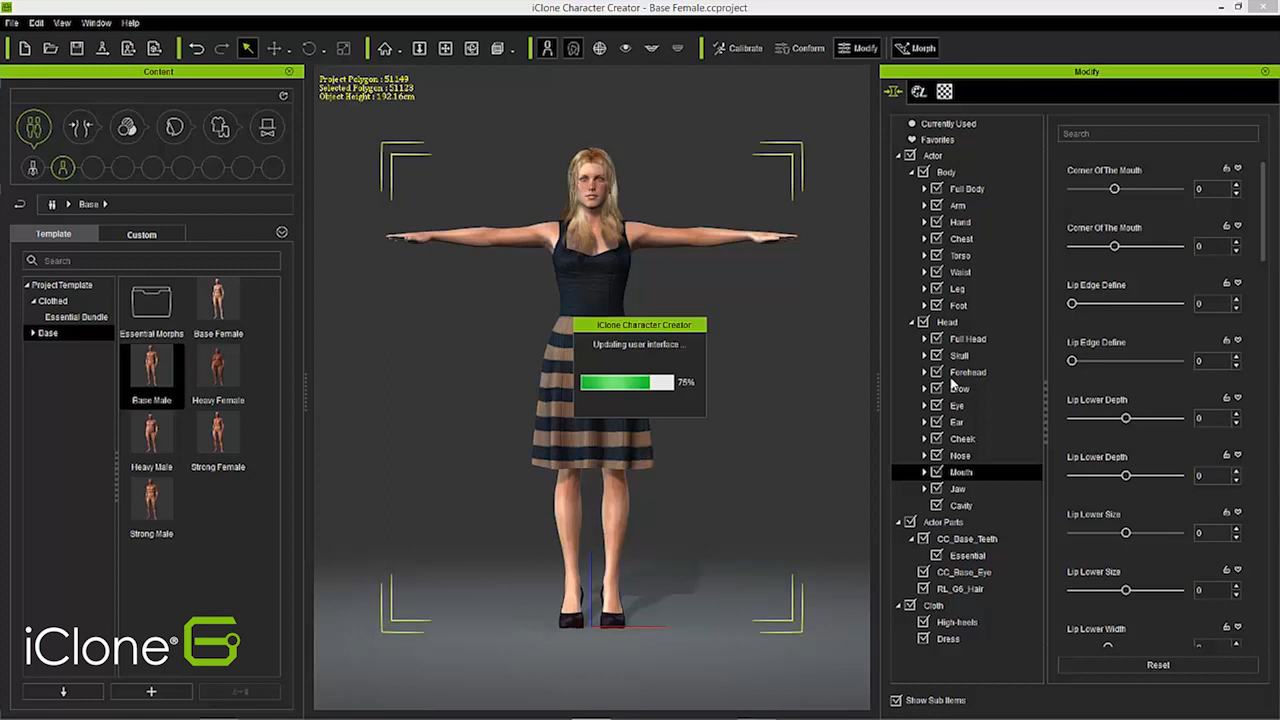 iClone Character Creator - Base Female.ccproject
File Edit View Window Help
Calibrate Conform Modify Morph
Content
Base
Template Custom
Search
Project Template
Clothed
Essential Bundle
Base
Essential Morphs Base Female
Base Male Heavy Female
Heavy Male Strong Female
Strong Male
iClone® 6
Project Polygon : 51149
Selected Polygon : 51123
Object Height : 192.16cm
iClone Character Creator
Updating user interface ...
75%
Modify
Currently Used
Favorites
Actor
Body
Full Body
Arm
Hand
Chest
Torso
Waist
Leg
Foot
Head
Full Head
Skull
Forehead
Brow
Eye
Ear
Cheek
Nose
Mouth
Jaw
Cavity
Actor Parts
CC_Base_Teeth
Essential
CC_Base_Eye
RL_G6_Hair
Cloth
High-heels
Dress
Show Sub Items
Search
Corner Of The Mouth
0
Corner Of The Mouth
0
Lip Edge Define
0
Lip Edge Define
0
Lip Lower Depth
0
Lip Lower Depth
0
Lip Lower Size
0
Lip Lower Size
0
Lip Lower Width
Reset